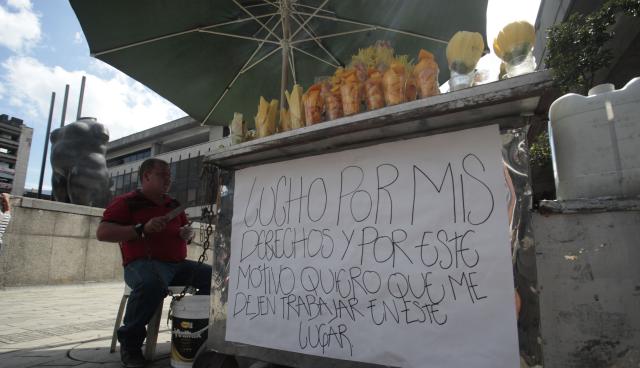 LUCHO POR MIS
DERECHOS Y POR ESTE
MOTIVO QUIERO QUE ME
DEJEN TRABAJAR EN ESTE
LUGAR,